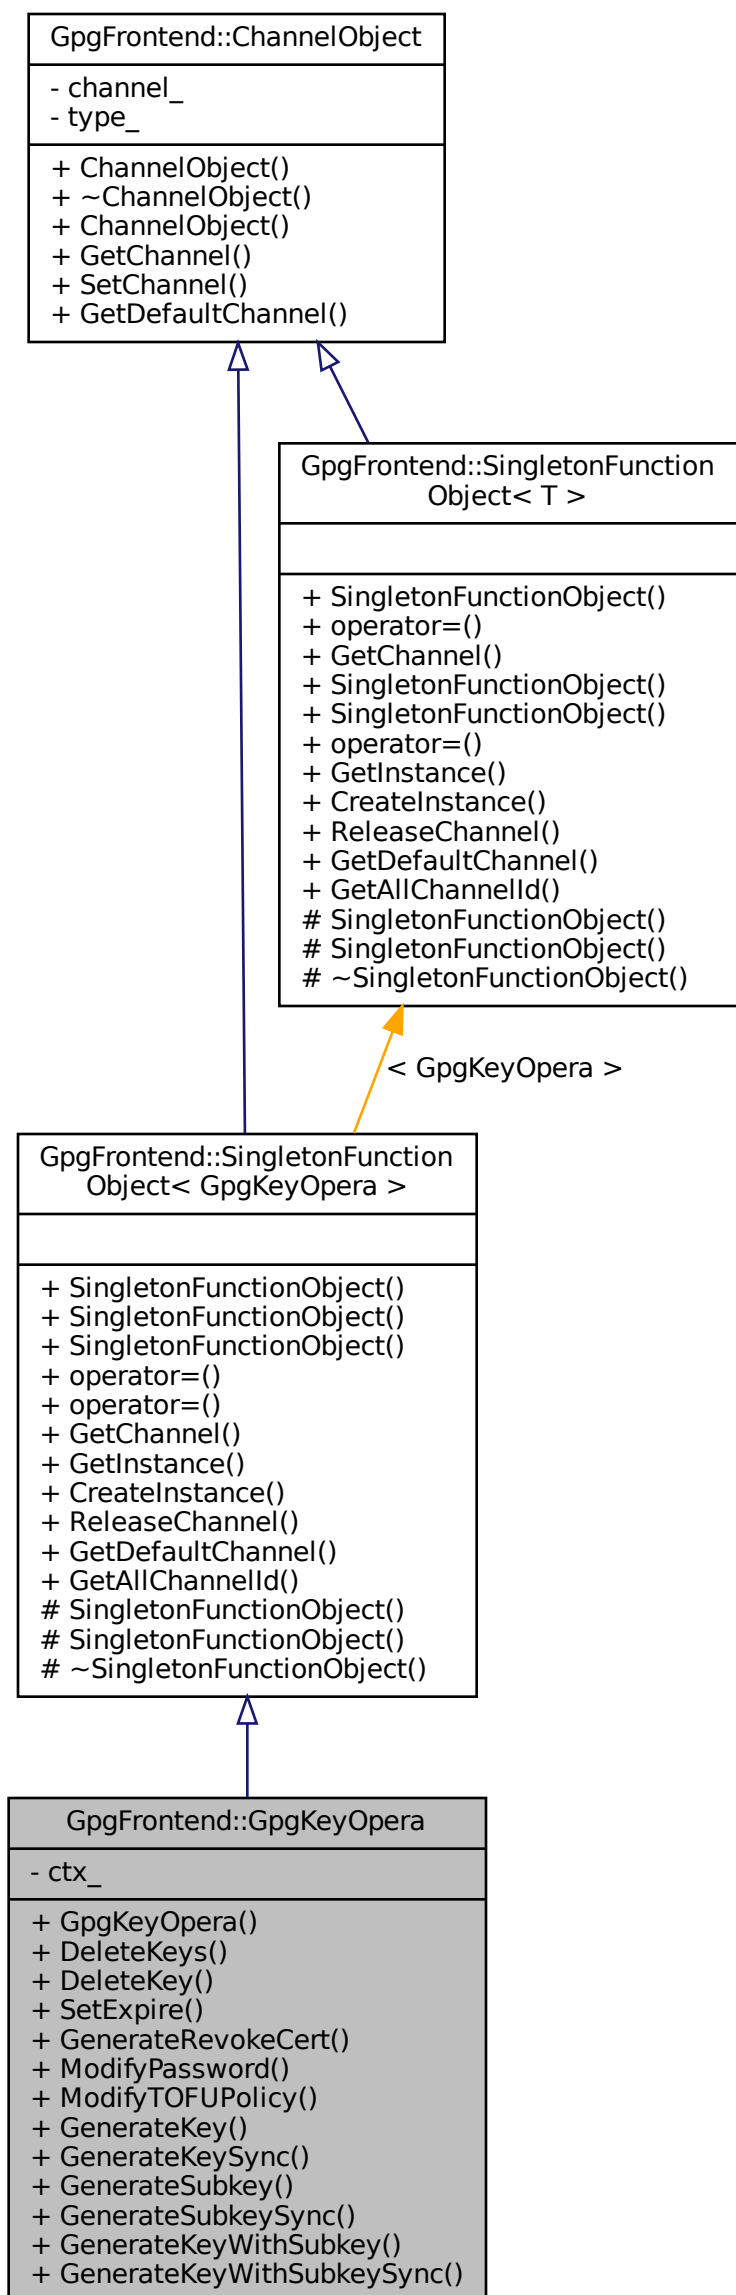 GpgFrontend::ChannelObject
- channel_
- type_
+ ChannelObject()
+ ~ChannelObject()
+ ChannelObject()
+ GetChannel()
+ SetChannel()
+ GetDefaultChannel()
GpgFrontend::SingletonFunction
Object< T >
+ SingletonFunctionObject()
+ operator=()
+ GetChannel()
+ SingletonFunctionObject()
+ SingletonFunctionObject()
+ operator=()
+ GetInstance()
+ CreateInstance()
+ ReleaseChannel()
+ GetDefaultChannel()
+ GetAllChannelId()
# SingletonFunctionObject()
# SingletonFunctionObject()
# ~SingletonFunctionObject()
< GpgKeyOpera >
GpgFrontend::SingletonFunction
Object< GpgKeyOpera >
+ SingletonFunctionObject()
+ SingletonFunctionObject()
+ SingletonFunctionObject()
+ operator=()
+ operator=()
+ GetChannel()
+ GetInstance()
+ CreateInstance()
+ ReleaseChannel()
+ GetDefaultChannel()
+ GetAllChannelId()
# SingletonFunctionObject()
# SingletonFunctionObject()
# ~SingletonFunctionObject()
GpgFrontend::GpgKeyOpera
- ctx_
+ GpgKeyOpera()
+ DeleteKeys()
+ DeleteKey()
+ SetExpire()
+ GenerateRevokeCert()
+ ModifyPassword()
+ ModifyTOFUPolicy()
+ GenerateKey()
+ GenerateKeySync()
+ GenerateSubkey()
+ GenerateSubkeySync()
+ GenerateKeyWithSubkey()
+ GenerateKeyWithSubkeySync()